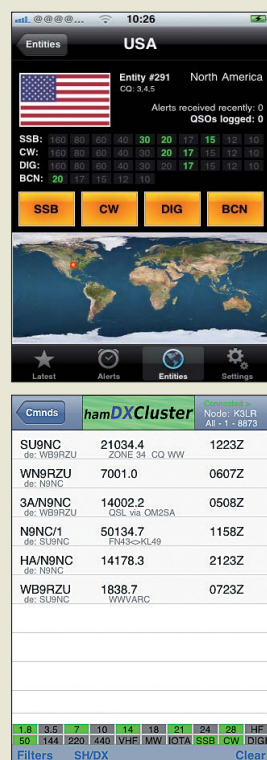 @@@@... 10:26
Entities USA
Entity #291 North America
CQ: 3,4,5
Alerts received recently: 0
QSOs logged: 0
SSB: 160 80 60 40 30 20 17 15 12 10
CW: 160 80 60 40 30 20 17 15 12 10
DIG: 160 80 60 40 30 20 17 15 12 10
BCN: 20 17 15 12 10
SSB CW DIG BCN
Latest Alerts Entities Settings
Cmnds hamDXCluster Connected >
Node: K3LR
All - 1 - 8873
SU9NC 21034.4 1223Z
de: WB9RZU ZONE 34 CQ WW
WN9RZU 7001.0 0607Z
de: N9NC
3A/N9NC 14002.2 0508Z
de: WB9RZU QSL via OM2SA
N9NC/1 50134.7 1158Z
de: SU9NC FN43<>KL49
HA/N9NC 14178.3 2123Z
de: N9NC
WB9RZU 1838.7 0723Z
de: SU9NC WWVARC
1.8 3.5 7 10 14 18 21 24 28 HF
50 144 220 440 VHF MW IOTA SSB CW DIGI
Filters SH/DX Clear